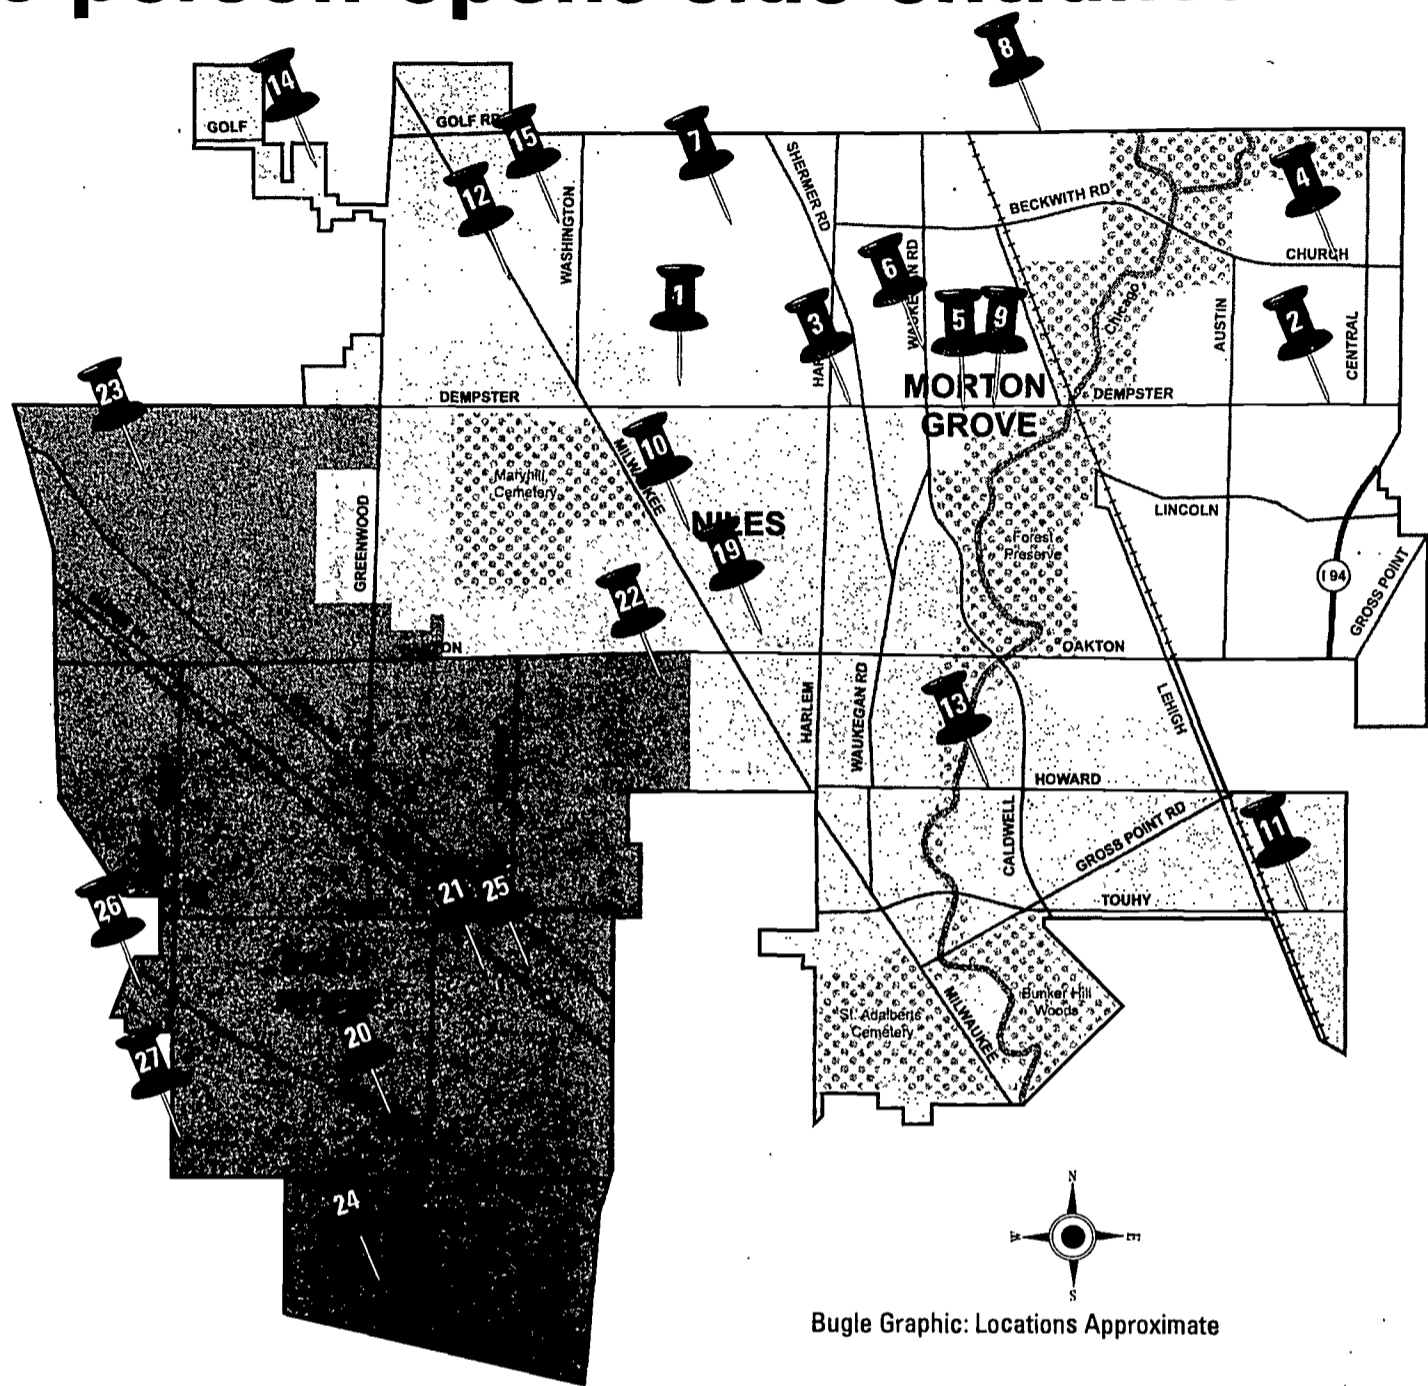 8
14
GOLF
GOLF RD
15
7
SHERMER RD
4
12
WASHINGTON
BECKWITH RD
CHURCH
6
1
3
5
9
Chicago
AUSTIN
2
CENTRAL
23
DEMPSTER
MORTON
GROVE
DEMPSTER
10
MILWAUKEE
Maryhill
Cemetery
GREENWOOD
NILES
19
LINCOLN
Forest
Preserve
I 94
GROSS POINT
22
OAKTON
13
HARLEM
WAUKEGAN RD
LEHIGH
HOWARD
CALDWELL
GROSS POINT RD
11
21
25
TOUHY
26
St. Adalberts
Cemetery
MILWAUKEE
Bunker Hill
Woods
27
20
24
N
W
E
S
Bugle Graphic: Locations Approximate